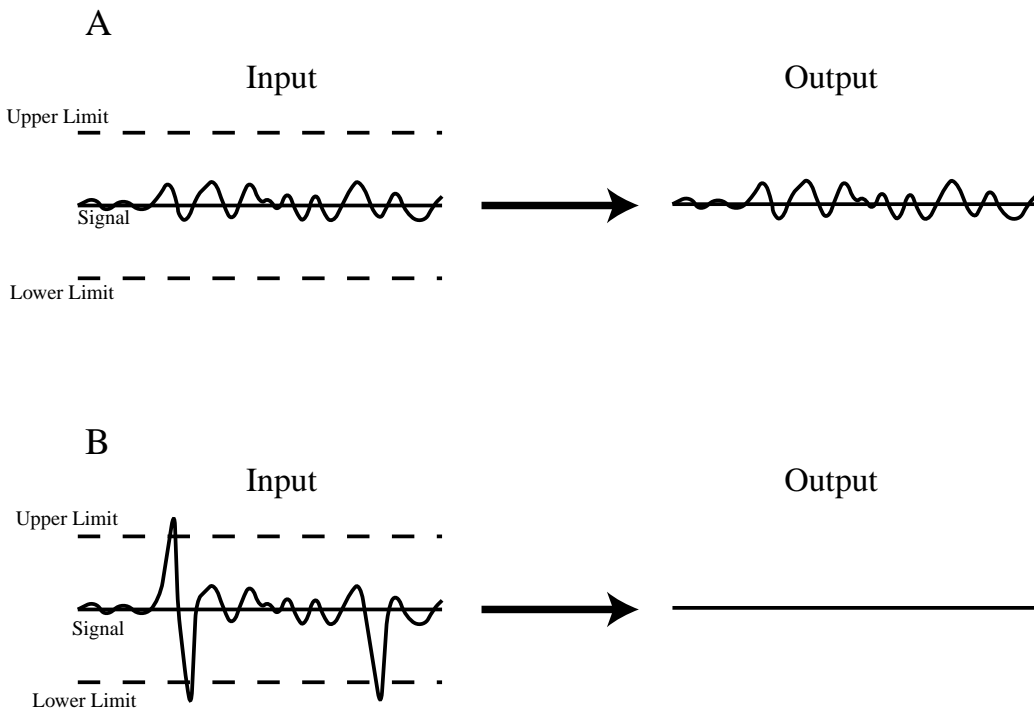 A
Input
Output
Upper Limit
Signal
Lower Limit
B
Input
Output
Upper Limit
Signal
Lower Limit